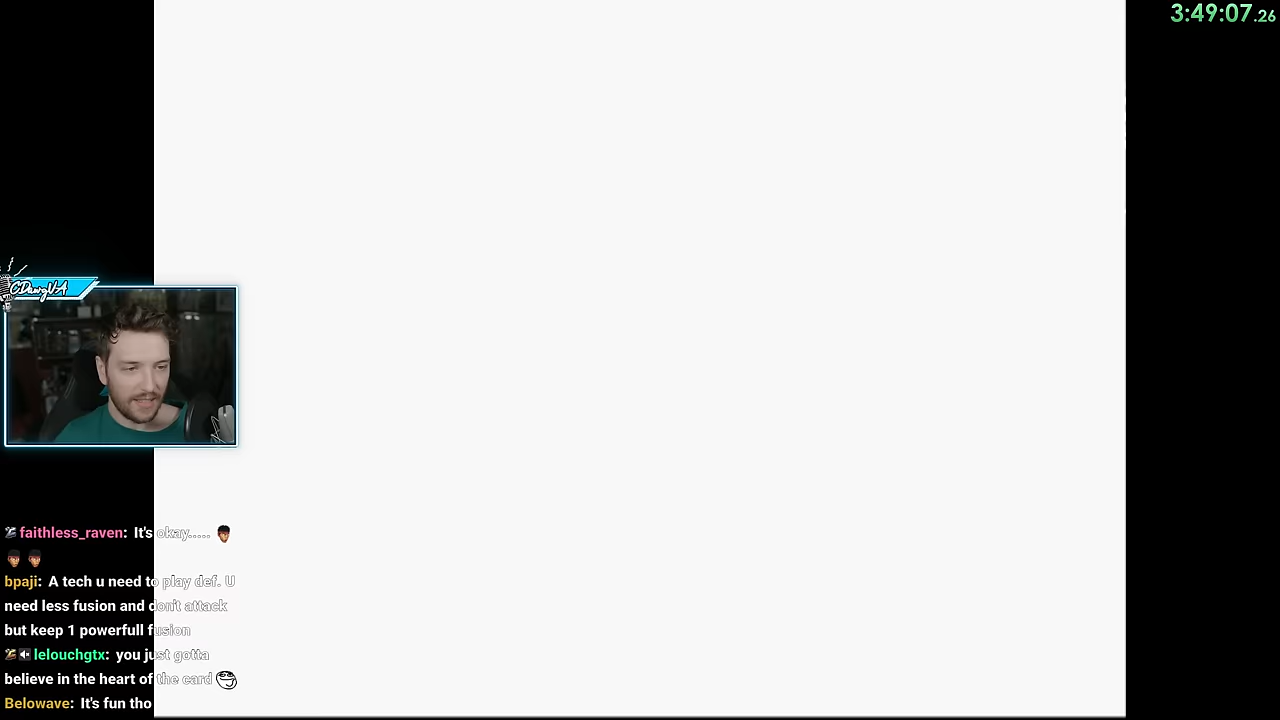 3:49:07.26
CDawgVA
faithless_raven: It's okay.....
bpaji: A tech u need to play def. U
need less fusion and don't attack
but keep 1 powerfull fusion
lelouchgtx: you just gotta
believe in the heart of the card
Belowave: It's fun tho